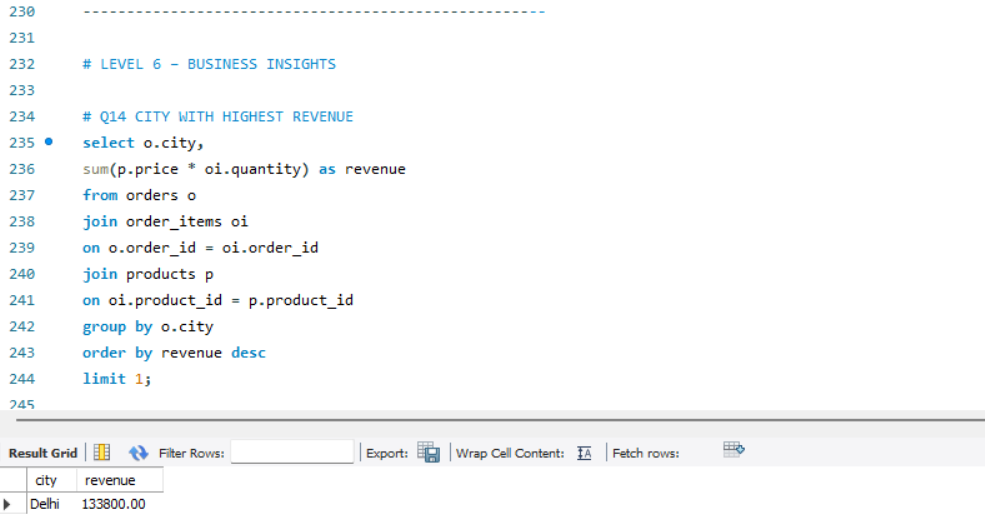 230 -----------------------------------------------------
231
232 # LEVEL 6 – BUSINESS INSIGHTS
233
234 # Q14 CITY WITH HIGHEST REVENUE
235 select o.city,
236 sum(p.price * oi.quantity) as revenue
237 from orders o
238 join order_items oi
239 on o.order_id = oi.order_id
240 join products p
241 on oi.product_id = p.product_id
242 group by o.city
243 order by revenue desc
244 limit 1;
245
Result Grid Filter Rows: Export: Wrap Cell Content: IA Fetch rows:
city revenue
Delhi 133800.00